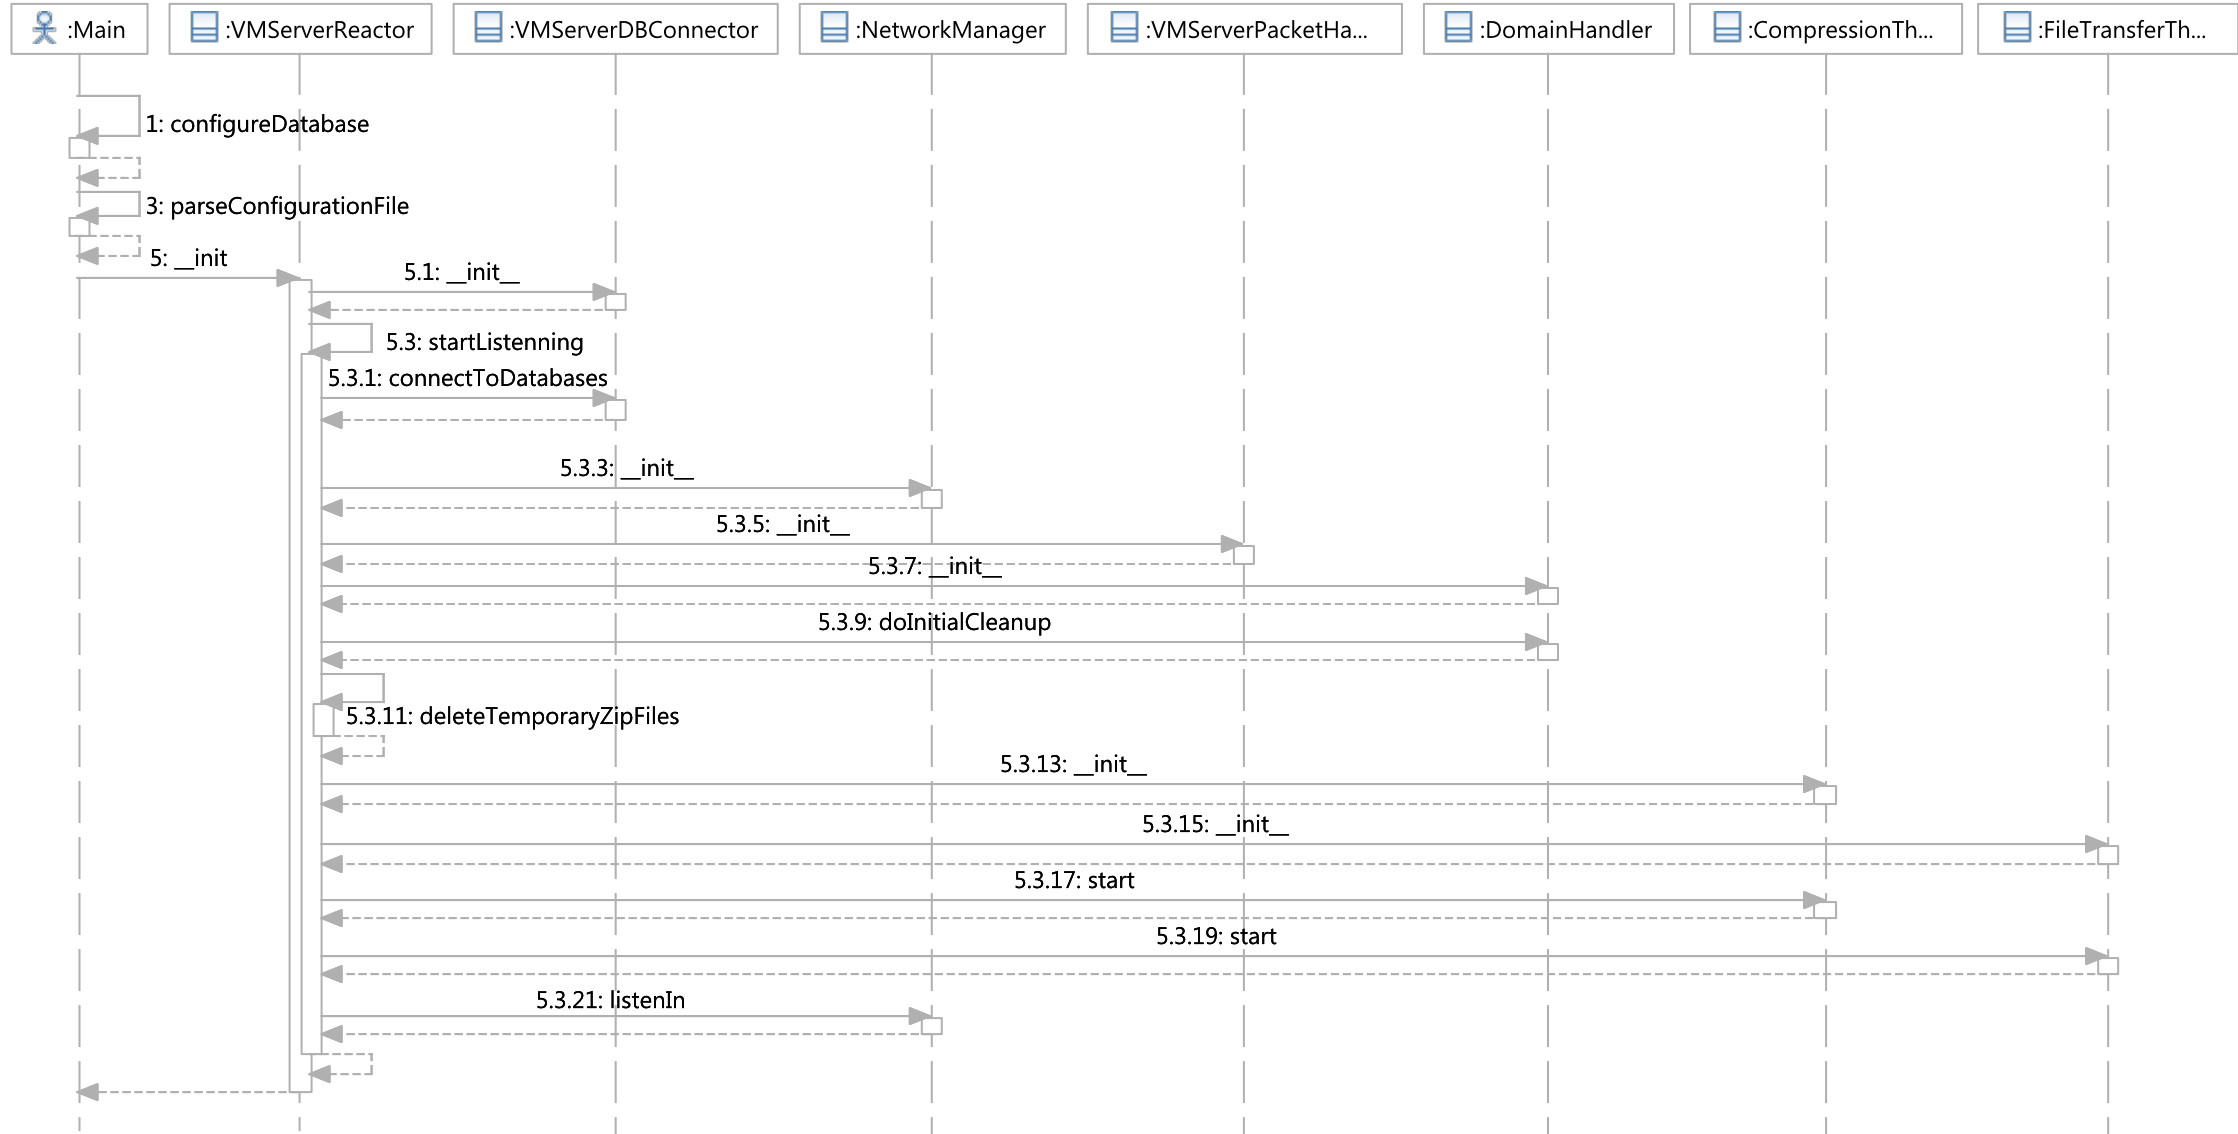 :Main
:VMServerReactor
:VMServerDBConnector
:NetworkManager
:VMServerPacketHa...
:DomainHandler
:CompressionTh...
:FileTransferTh...
1: configureDatabase
3: parseConfigurationFile
5: __init
5.1: __init__
5.3: startListenning
5.3.1: connectToDatabases
5.3.3: __init__
5.3.5: __init__
5.3.7: __init__
5.3.9: doInitialCleanup
5.3.11: deleteTemporaryZipFiles
5.3.13: __init__
5.3.15: __init__
5.3.17: start
5.3.19: start
5.3.21: listenIn